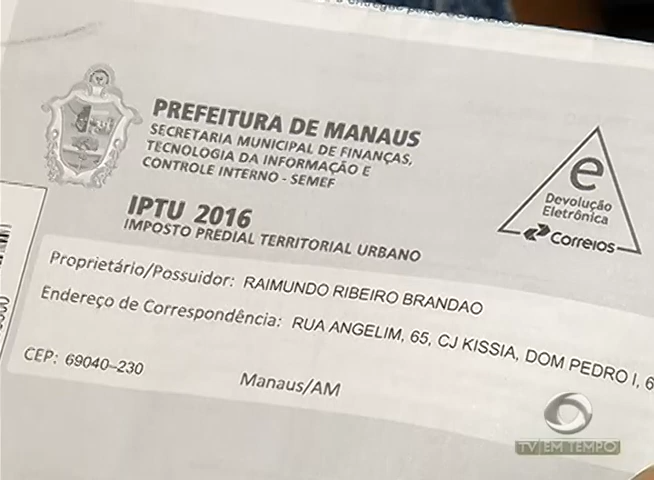 PREFEITURA DE MANAUS
SECRETARIA MUNICIPAL DE FINANÇAS,
TECNOLOGIA DA INFORMAÇÃO E
CONTROLE INTERNO - SEMEF
e
Devolução
Eletrônica
Correios
IPTU 2016
IMPOSTO PREDIAL TERRITORIAL URBANO
Proprietário/Possuidor: RAIMUNDO RIBEIRO BRANDAO
Endereço de Correspondência: RUA ANGELIM, 65, CJ KISSIA, DOM PEDRO I, 6
CEP: 69040-230
Manaus/AM
TV EM TEMPO